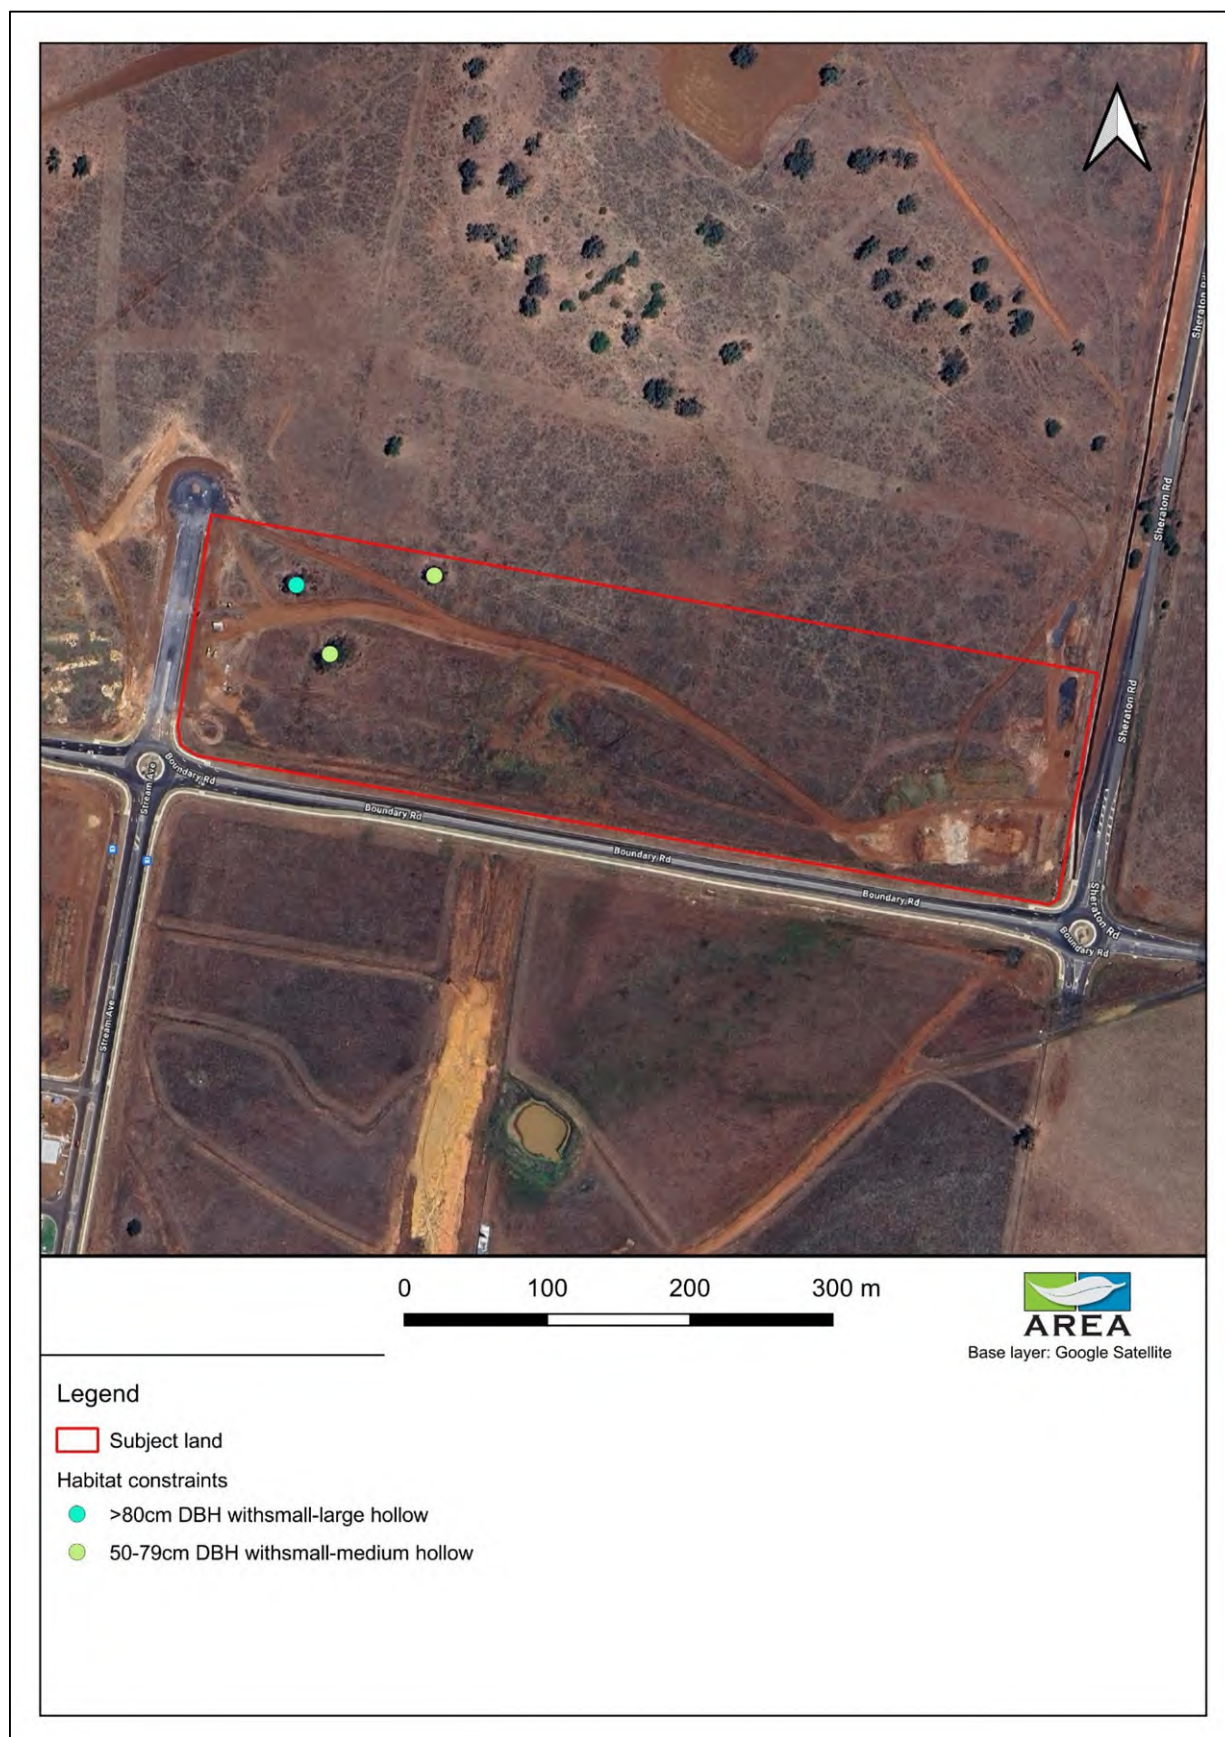 Sheraton Rd
Sheraton Rd
Sheraton Rd
Boundary Rd
Stream Ave
Boundary Rd
Boundary Rd
Boundary Rd
Sheraton Rd
Boundary Rd
Stream Ave
0 100 200 300 m
AREA
Base layer: Google Satellite
Legend
Subject land
Habitat constraints
>80cm DBH withsmall-large hollow
50-79cm DBH withsmall-medium hollow